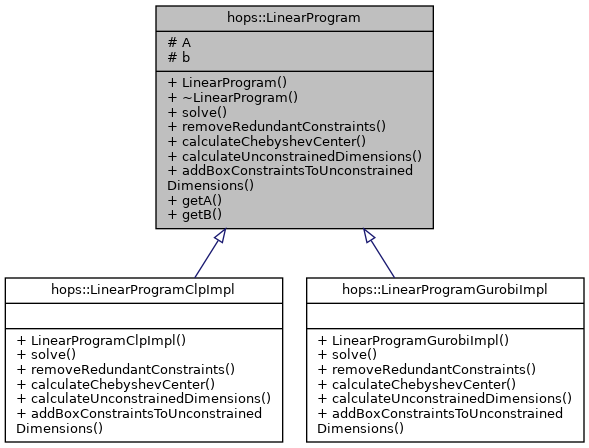 hops::LinearProgram
# A
# b
+ LinearProgram()
+ ~LinearProgram()
+ solve()
+ removeRedundantConstraints()
+ calculateChebyshevCenter()
+ calculateUnconstrainedDimensions()
+ addBoxConstraintsToUnconstrained
Dimensions()
+ getA()
+ getB()
hops::LinearProgramClpImpl
+ LinearProgramClpImpl()
+ solve()
+ removeRedundantConstraints()
+ calculateChebyshevCenter()
+ calculateUnconstrainedDimensions()
+ addBoxConstraintsToUnconstrained
Dimensions()
hops::LinearProgramGurobiImpl
+ LinearProgramGurobiImpl()
+ solve()
+ removeRedundantConstraints()
+ calculateChebyshevCenter()
+ calculateUnconstrainedDimensions()
+ addBoxConstraintsToUnconstrained
Dimensions()